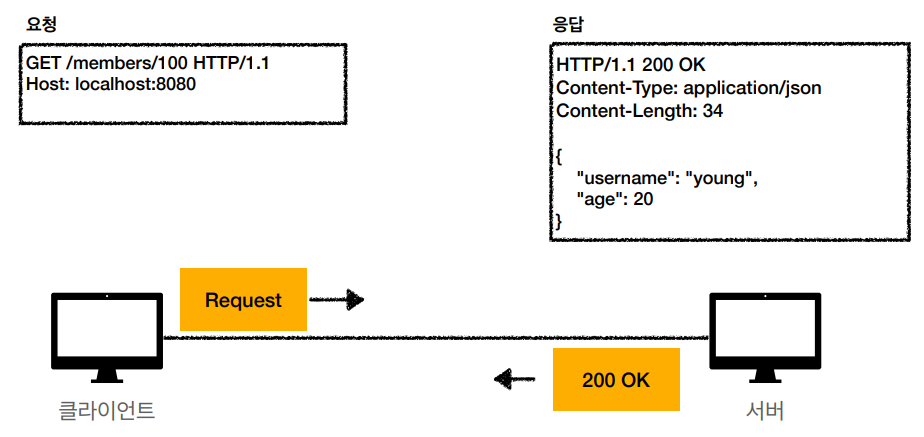 요청
GET /members/100 HTTP/1.1
Host: localhost:8080
응답
HTTP/1.1 200 OK
Content-Type: application/json
Content-Length: 34
{
"username": "young",
"age": 20
}
Request
200 OK
클라이언트
서버